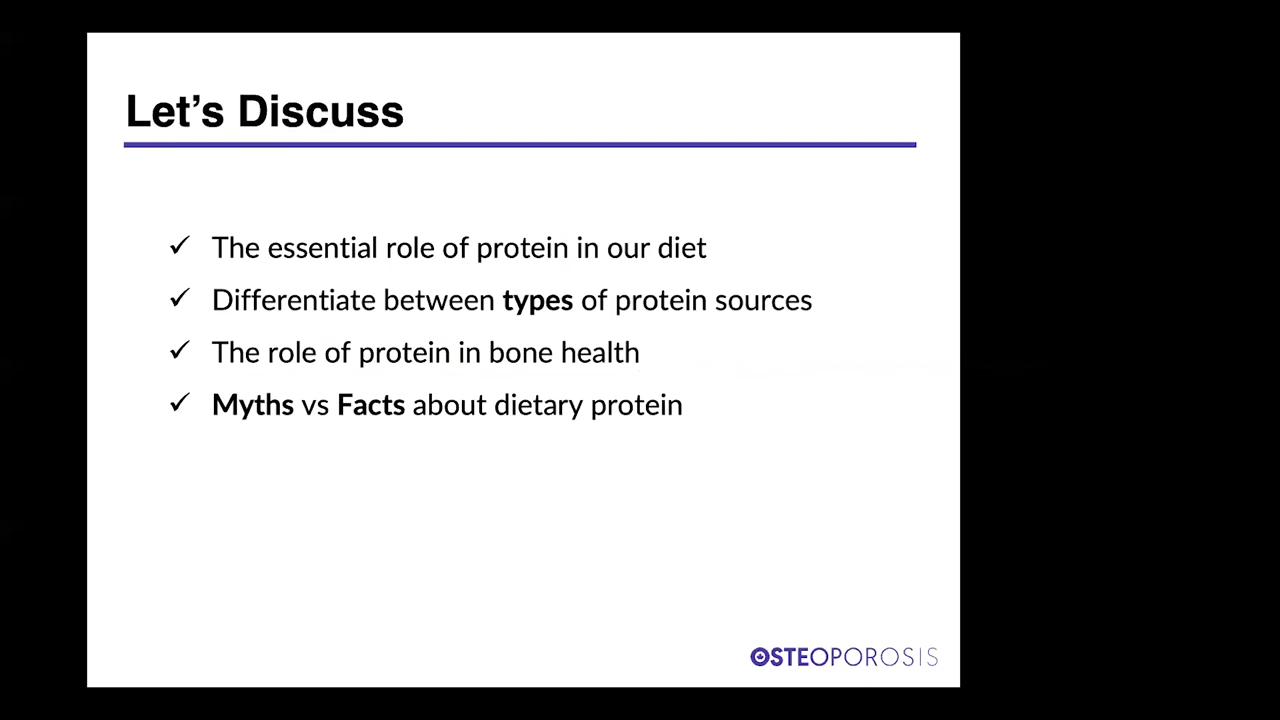 Let’s Discuss
✓ The essential role of protein in our diet
✓ Differentiate between types of protein sources
✓ The role of protein in bone health
✓ Myths vs Facts about dietary protein
OSTEOPOROSIS